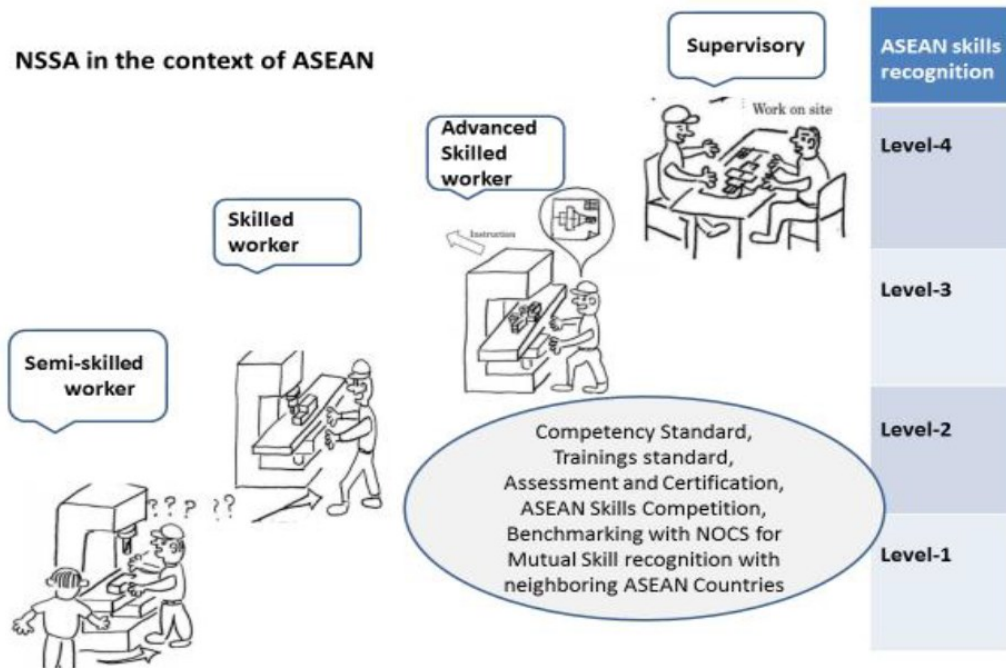 NSSA in the context of ASEAN
Supervisory
ASEAN skills
recognition
Work on site
Level-4
Advanced
Skilled
worker
Instruction
Skilled
worker
Level-3
Semi-skilled
worker
Level-2
Competency Standard,
Trainings standard,
Assessment and Certification,
ASEAN Skills Competition,
Benchmarking with NOCS for
Mutual Skill recognition with
neighboring ASEAN Countries
Level-1
? ? ? ??